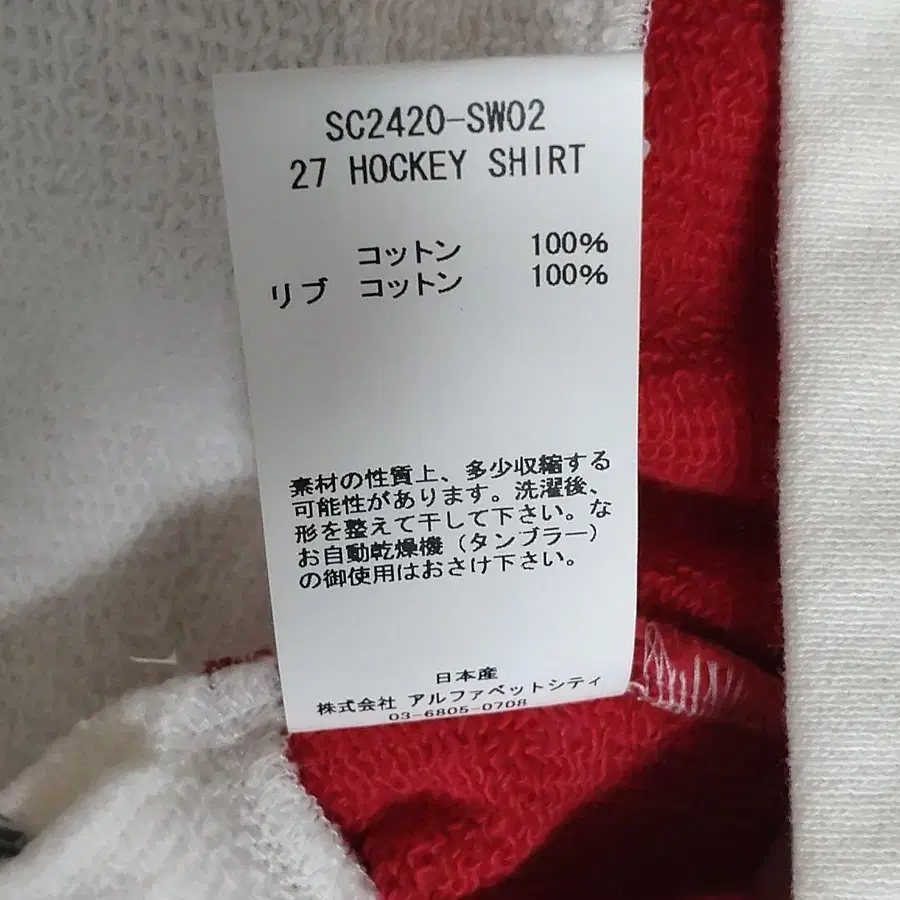 SC2420-SW02
27 HOCKEY SHIRT
コットン 100%
リブ コットン 100%
素材の性質上、多少収縮する
可能性があります。洗濯後、
形を整えて干して下さい。な
お自動乾燥機（タンブラー）
の御使用はおさけ下さい。
日本産
株式会社 アルファベットシティ
03-6805-0708